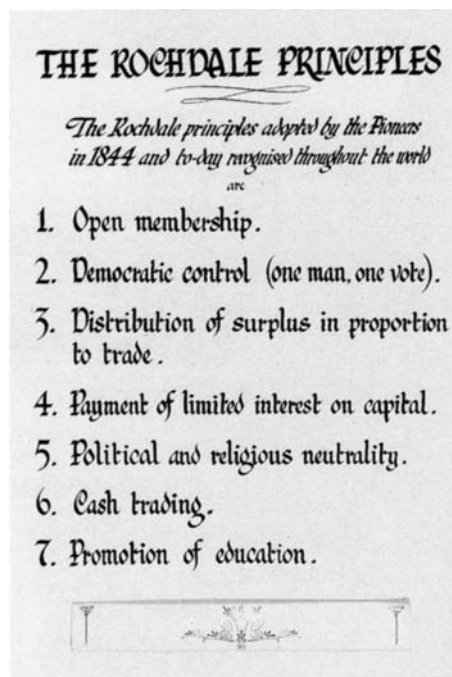 THE ROCHDALE PRINCIPLES
The Rochdale principles adopted by the Pioneers
in 1844 and to-day recognised throughout the world
are
1. Open membership.
2. Democratic control (one man, one vote).
3. Distribution of surplus in proportion
to trade.
4. Payment of limited interest on capital.
5. Political and religious neutrality.
6. Cash trading.
7. Promotion of education.